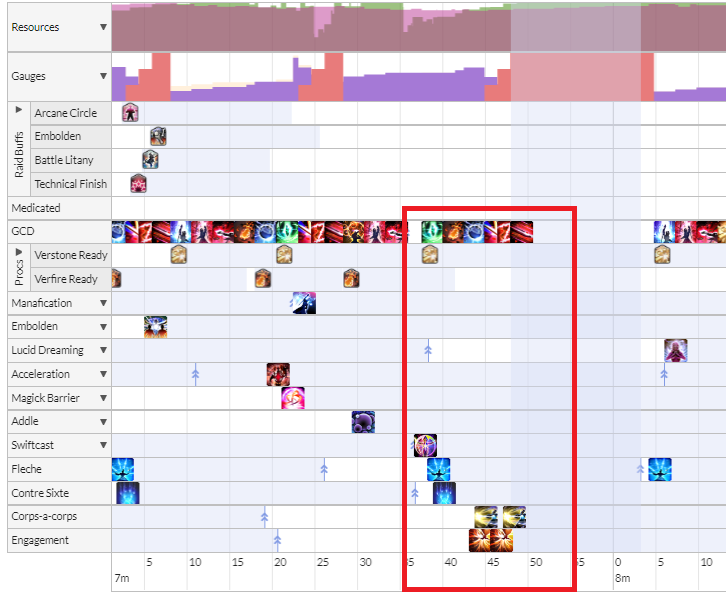 Resources
Gauges
Raid Buffs
Arcane Circle
Embolden
Battle Litany
Technical Finish
Medicated
GCD
Procs
Verstone Ready
Verfire Ready
Manafication
Embolden
Lucid Dreaming
Acceleration
Magick Barrier
Addle
Swiftcast
Fleche
Contre Sixte
Corps-a-corps
Engagement
5 10 15 20 25 30 35 40 45 50 55 0 5 10
7m 8m